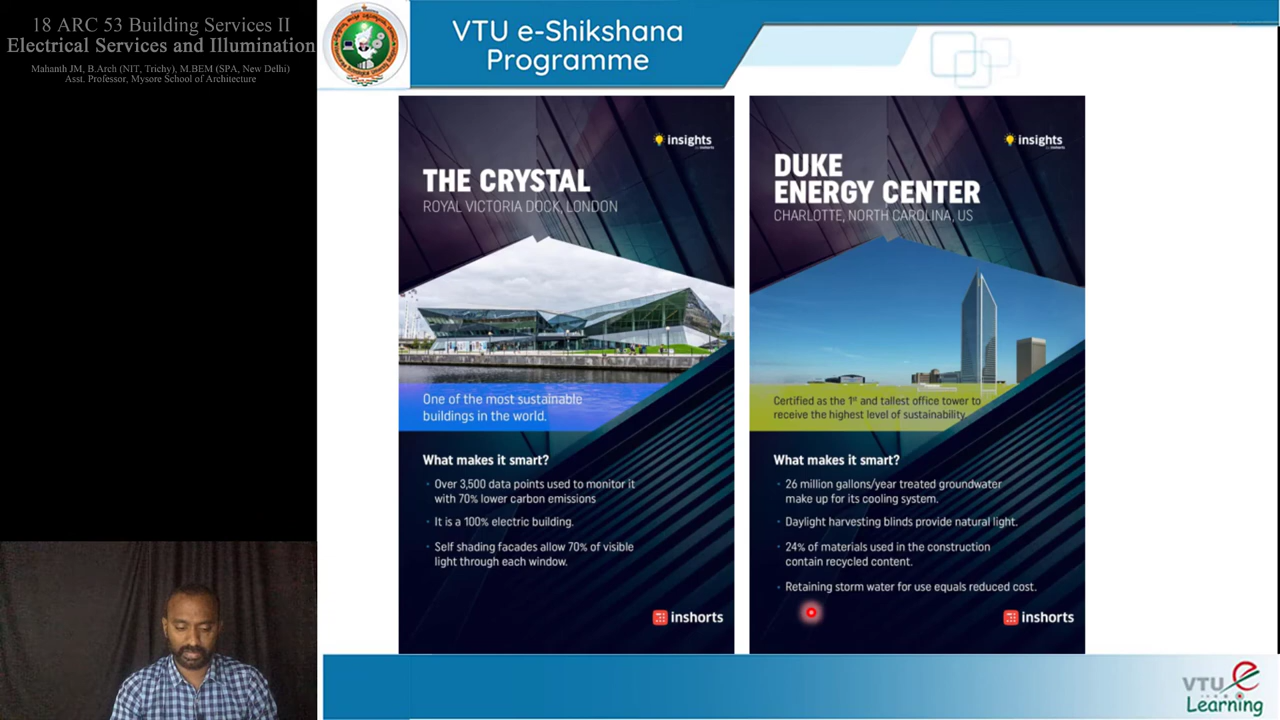 18 ARC 53 Building Services II
Electrical Services and Illumination
Mahanth JM, B.Arch (NIT, Trichy), M.BEM (SPA, New Delhi)
Asst. Professor, Mysore School of Architecture
VTU e-Shikshana
Programme
insights
THE CRYSTAL
ROYAL VICTORIA DOCK, LONDON
One of the most sustainable
buildings in the world.
What makes it smart?
Over 3,500 data points used to monitor it
with 70% lower carbon emissions
It is a 100% electric building.
Self shading facades allow 70% of visible
light through each window.
inshorts
insights
DUKE
ENERGY CENTER
CHARLOTTE, NORTH CAROLINA, US
Certified as the 1st and tallest office tower to
receive the highest level of sustainability.
What makes it smart?
26 million gallons/year treated groundwater
make up for its cooling system.
Daylight harvesting blinds provide natural light.
24% of materials used in the construction
contain recycled content.
Retaining storm water for use equals reduced cost.
inshorts
VTU e
Learning